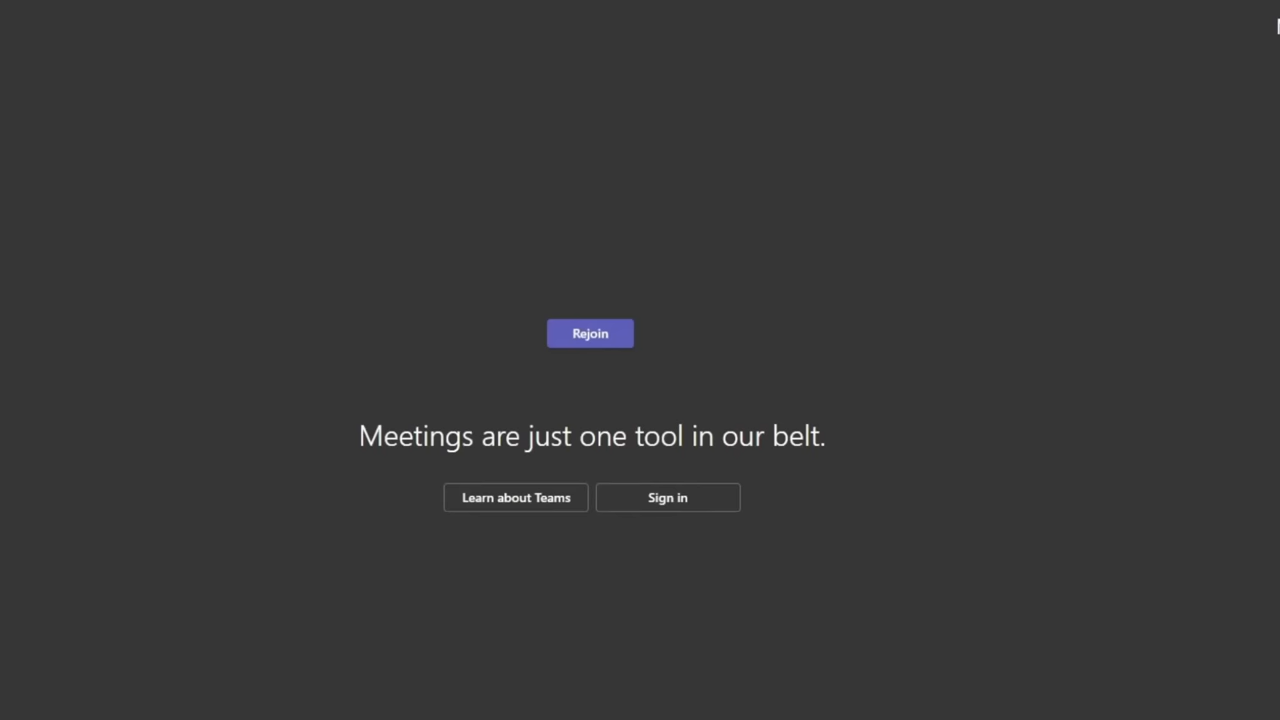 Rejoin
Meetings are just one tool in our belt.
Learn about Teams
Sign in